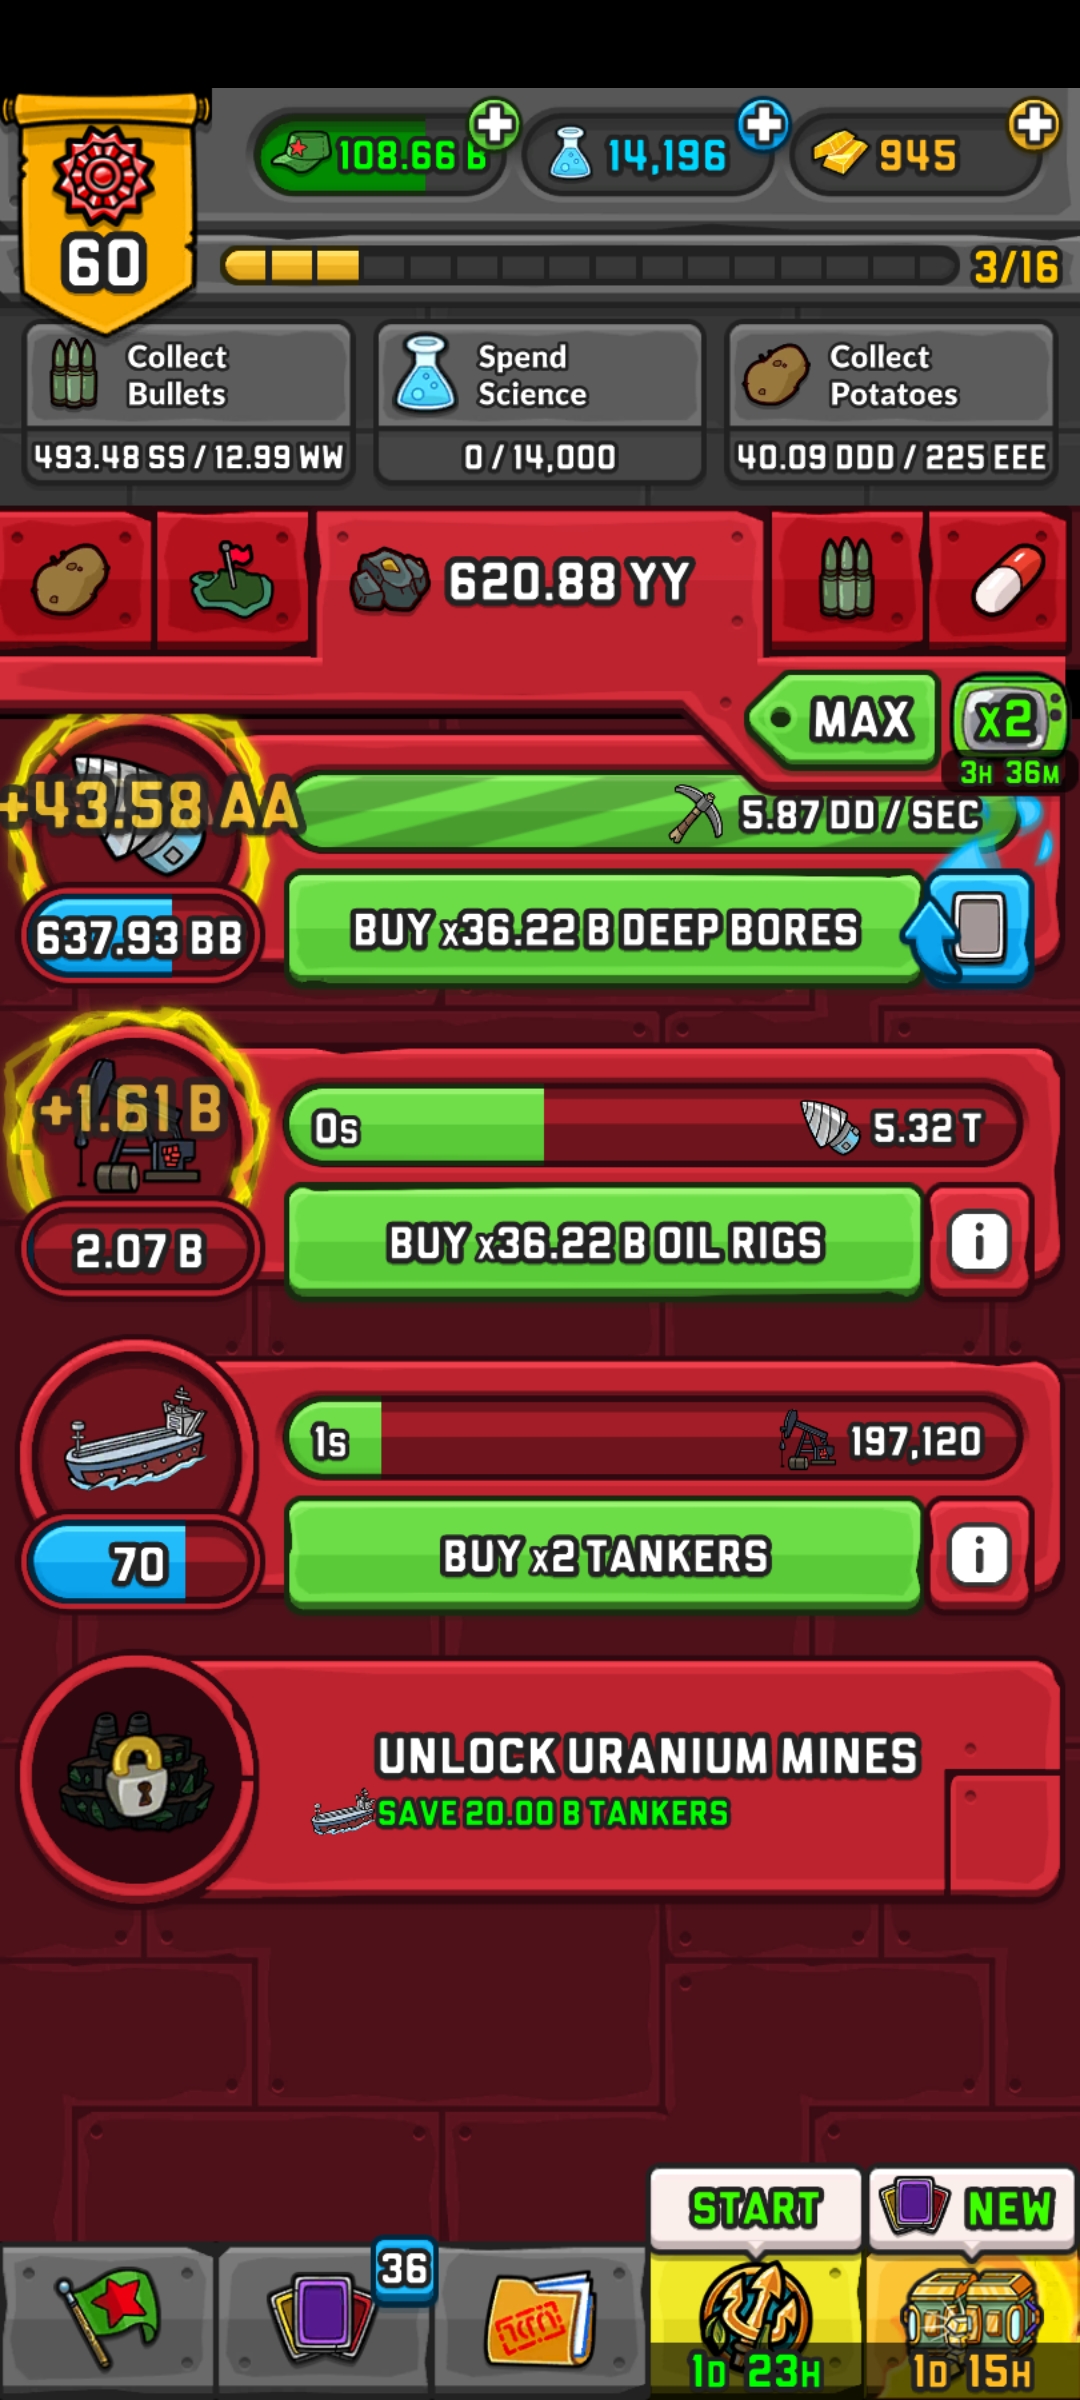 108.66 B
14,196
945
60
3/16
Collect
Bullets
493.48 SS / 12.99 WW
Spend
Science
0 / 14,000
Collect
Potatoes
40.09 DDD / 225 EEE
620.88 YY
MAX
x2
3H 36M
+43.58 AA
5.87 DD / SEC
637.93 BB
BUY x36.22 B DEEP BORES
+1.61 B
0s
5.32 T
2.07 B
BUY x36.22 B OIL RIGS
i
1s
197,120
70
BUY x2 TANKERS
i
UNLOCK URANIUM MINES
SAVE 20.00 B TANKERS
START
NEW
36
1D 23H
1D 15H